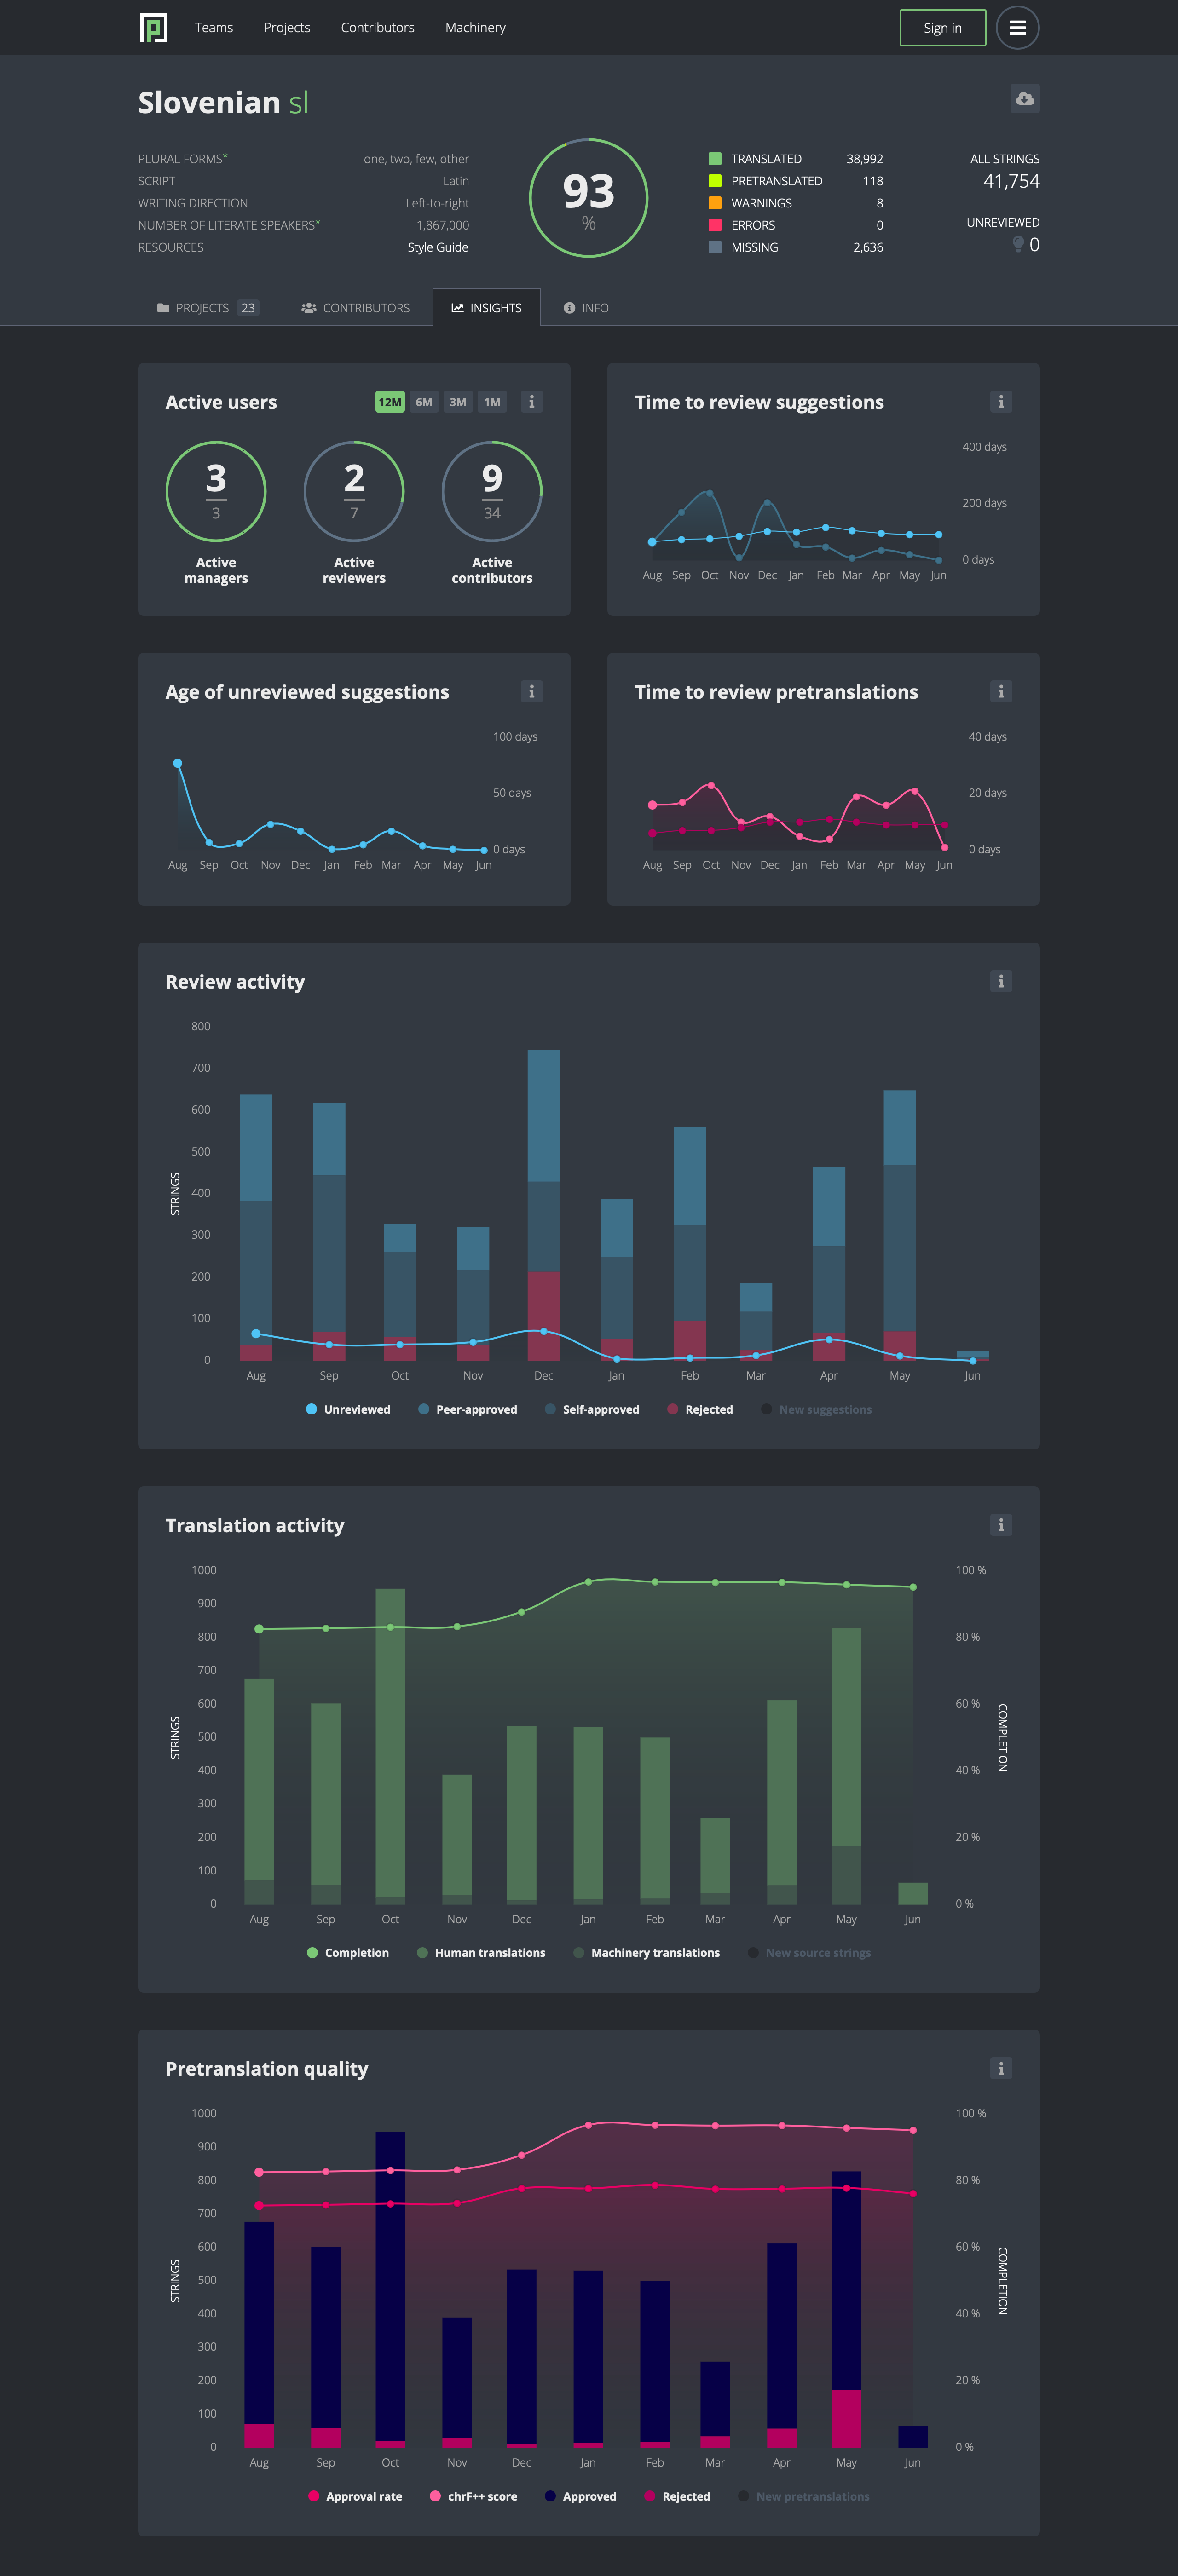 Teams Projects Contributors Machinery Sign in
Slovenian sl
PLURAL FORMS* one, two, few, other
SCRIPT Latin
WRITING DIRECTION Left-to-right
NUMBER OF LITERATE SPEAKERS* 1,867,000
RESOURCES Style Guide
93
%
TRANSLATED 38,992
PRETRANSLATED 118
WARNINGS 8
ERRORS 0
MISSING 2,636
ALL STRINGS
41,754
UNREVIEWED
0
PROJECTS 23 CONTRIBUTORS INSIGHTS INFO
Active users 12M 6M 3M 1M
3
3
Active
managers
2
7
Active
reviewers
9
34
Active
contributors
Time to review suggestions
400 days
200 days
0 days
Aug Sep Oct Nov Dec Jan Feb Mar Apr May Jun
Age of unreviewed suggestions
100 days
50 days
0 days
Aug Sep Oct Nov Dec Jan Feb Mar Apr May Jun
Time to review pretranslations
40 days
20 days
0 days
Aug Sep Oct Nov Dec Jan Feb Mar Apr May Jun
Review activity
800
700
600
500
400
300
200
100
0
STRINGS
Aug Sep Oct Nov Dec Jan Feb Mar Apr May Jun
Unreviewed Peer-approved Self-approved Rejected New suggestions
Translation activity
1000
900
800
700
600
500
400
300
200
100
0
STRINGS
100 %
80 %
60 %
40 %
20 %
0 %
COMPLETION
Aug Sep Oct Nov Dec Jan Feb Mar Apr May Jun
Completion Human translations Machinery translations New source strings
Pretranslation quality
1000
900
800
700
600
500
400
300
200
100
0
STRINGS
100 %
80 %
60 %
40 %
20 %
0 %
COMPLETION
Aug Sep Oct Nov Dec Jan Feb Mar Apr May Jun
Approval rate chrF++ score Approved Rejected New pretranslations